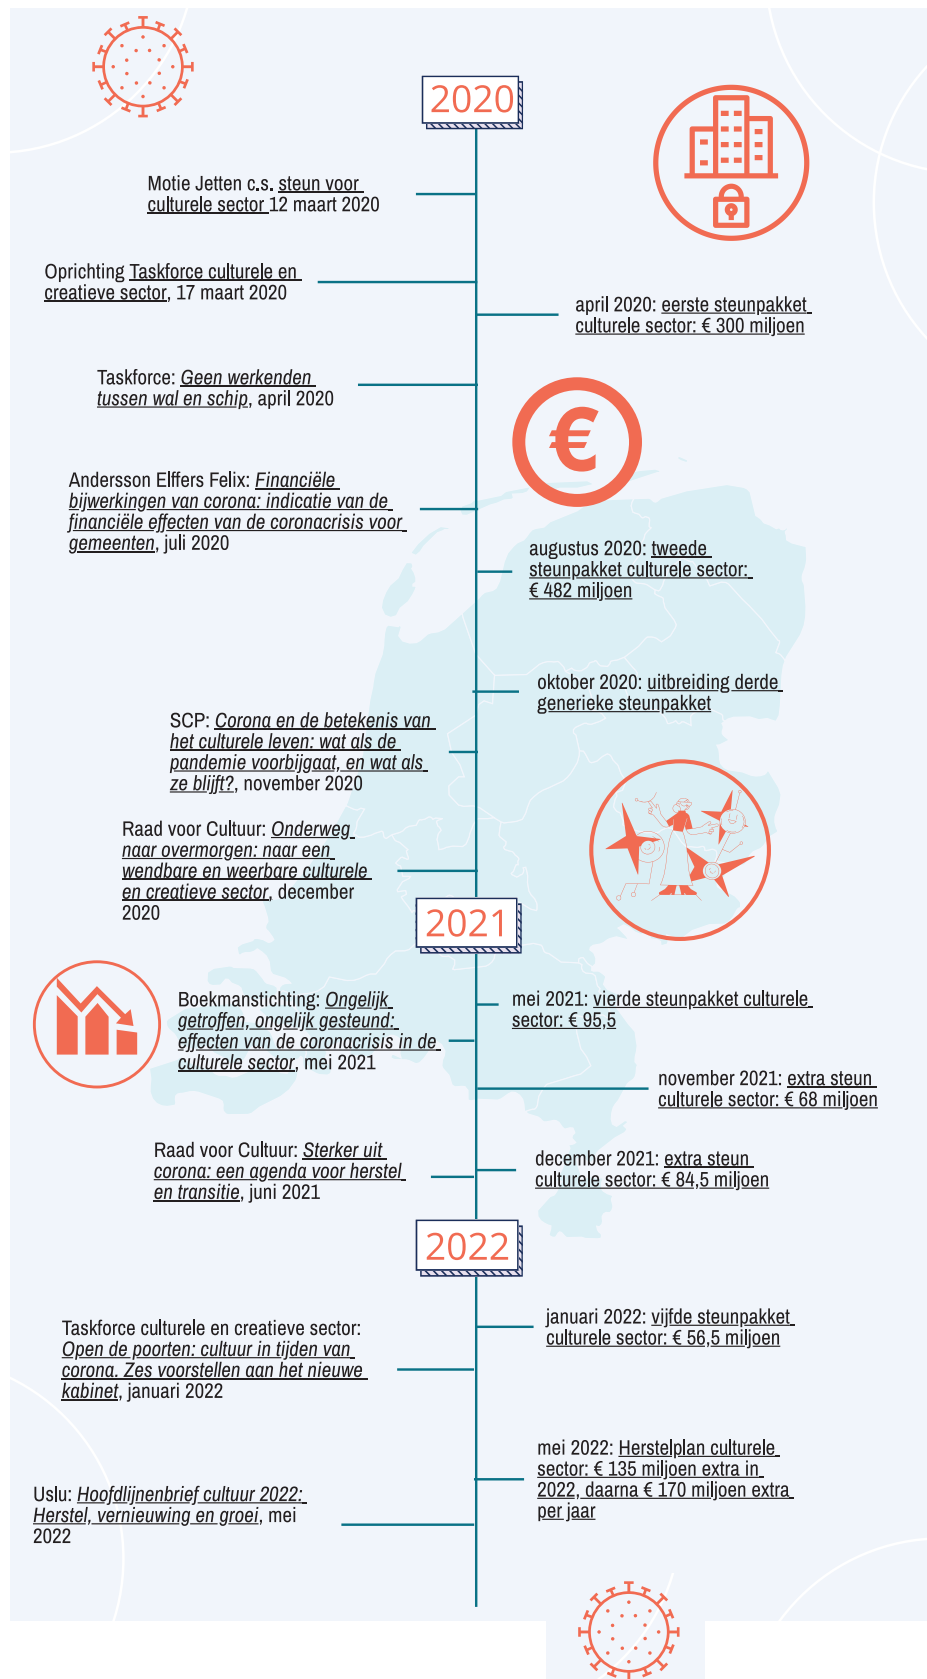 2020
Motie Jetten c.s. steun voor
culturele sector 12 maart 2020
Oprichting Taskforce culturele en
creatieve sector, 17 maart 2020
april 2020: eerste steunpakket
culturele sector: € 300 miljoen
Taskforce: Geen werkenden
tussen wal en schip, april 2020
€
Andersson Elffers Felix: Financiële
bijwerkingen van corona: indicatie van de
financiële effecten van de coronacrisis voor
gemeenten, juli 2020
augustus 2020: tweede
steunpakket culturele sector:
€ 482 miljoen
oktober 2020: uitbreiding derde
generieke steunpakket
SCP: Corona en de betekenis van
het culturele leven: wat als de
pandemie voorbijgaat, en wat als
ze blijft?, november 2020
Raad voor Cultuur: Onderweg
naar overmorgen: naar een
wendbare en weerbare culturele
en creatieve sector, december
2020
2021
Boekmanstichting: Ongelijk
getroffen, ongelijk gesteund:
effecten van de coronacrisis in de
culturele sector, mei 2021
mei 2021: vierde steunpakket culturele
sector: € 95,5
november 2021: extra steun
culturele sector: € 68 miljoen
Raad voor Cultuur: Sterker uit
corona: een agenda voor herstel
en transitie, juni 2021
december 2021: extra steun
culturele sector: € 84,5 miljoen
2022
januari 2022: vijfde steunpakket
culturele sector: € 56,5 miljoen
Taskforce culturele en creatieve sector:
Open de poorten: cultuur in tijden van
corona. Zes voorstellen aan het nieuwe
kabinet, januari 2022
mei 2022: Herstelplan culturele
sector: € 135 miljoen extra in
2022, daarna € 170 miljoen extra
per jaar
Uslu: Hoofdlijnenbrief cultuur 2022:
Herstel, vernieuwing en groei, mei
2022